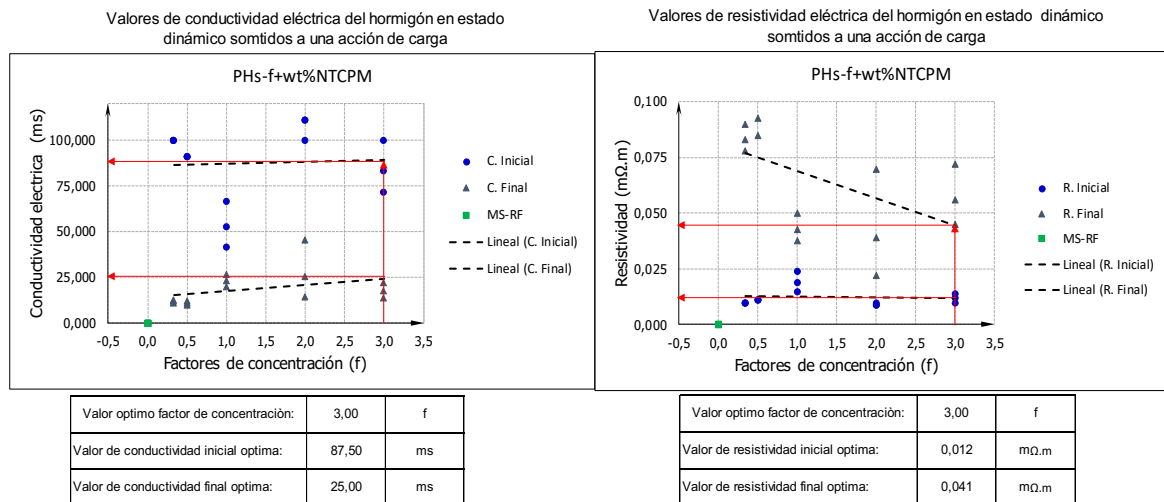 Valores de conductividad eléctrica del hormigón en estado
dinámico somtidos a una acción de carga
PHs-f+wt%NTCPM
Conductividad electrica (ms)
100,000
75,000
50,000
25,000
0,000
-0,5 0,0 0,5 1,0 1,5 2,0 2,5 3,0 3,5
Factores de concentración (f)
C. Inicial
C. Final
MS-RF
Lineal (C. Inicial)
Lineal (C. Final)
Valor optimo factor de concentraciòn: 3,00 f
Valor de conductividad inicial optima: 87,50 ms
Valor de conductividad final optima: 25,00 ms
Valores de resistividad eléctrica del hormigón en estado dinámico
somtidos a una acción de carga
PHs-f+wt%NTCPM
Resistividad (mΩ.m)
0,100
0,075
0,050
0,025
0,000
-0,5 0,0 0,5 1,0 1,5 2,0 2,5 3,0 3,5
Factores de concentración (f)
R. Inicial
R. Final
MS-RF
Lineal (R. Inicial)
Lineal (R. Final)
Valor optimo factor de concentraciòn: 3,00 f
Valor de resistividad inicial optima: 0,012 mΩ.m
Valor de resistividad final optima: 0,041 mΩ.m